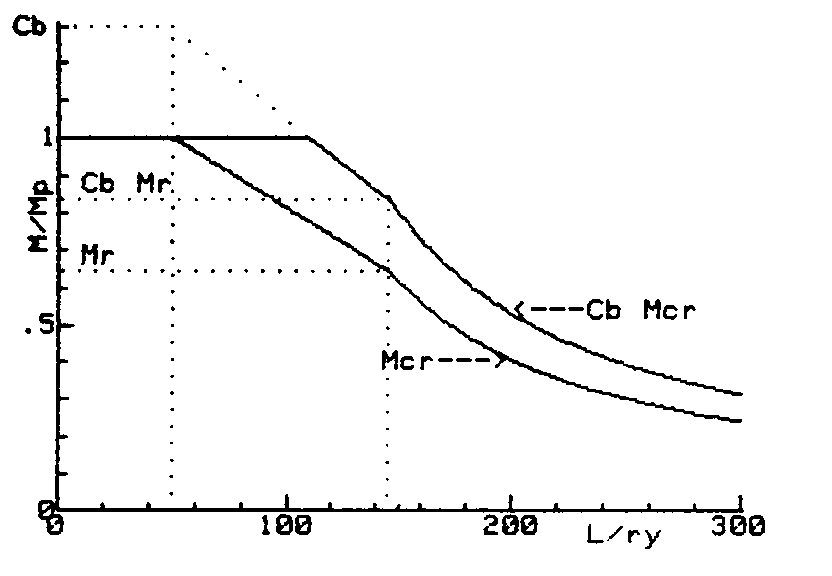 Cb
1
Cb Mr
M/Mp
Mr
.5
<---Cb Mcr
Mcr--->
0
0 100 200 300
L/ry